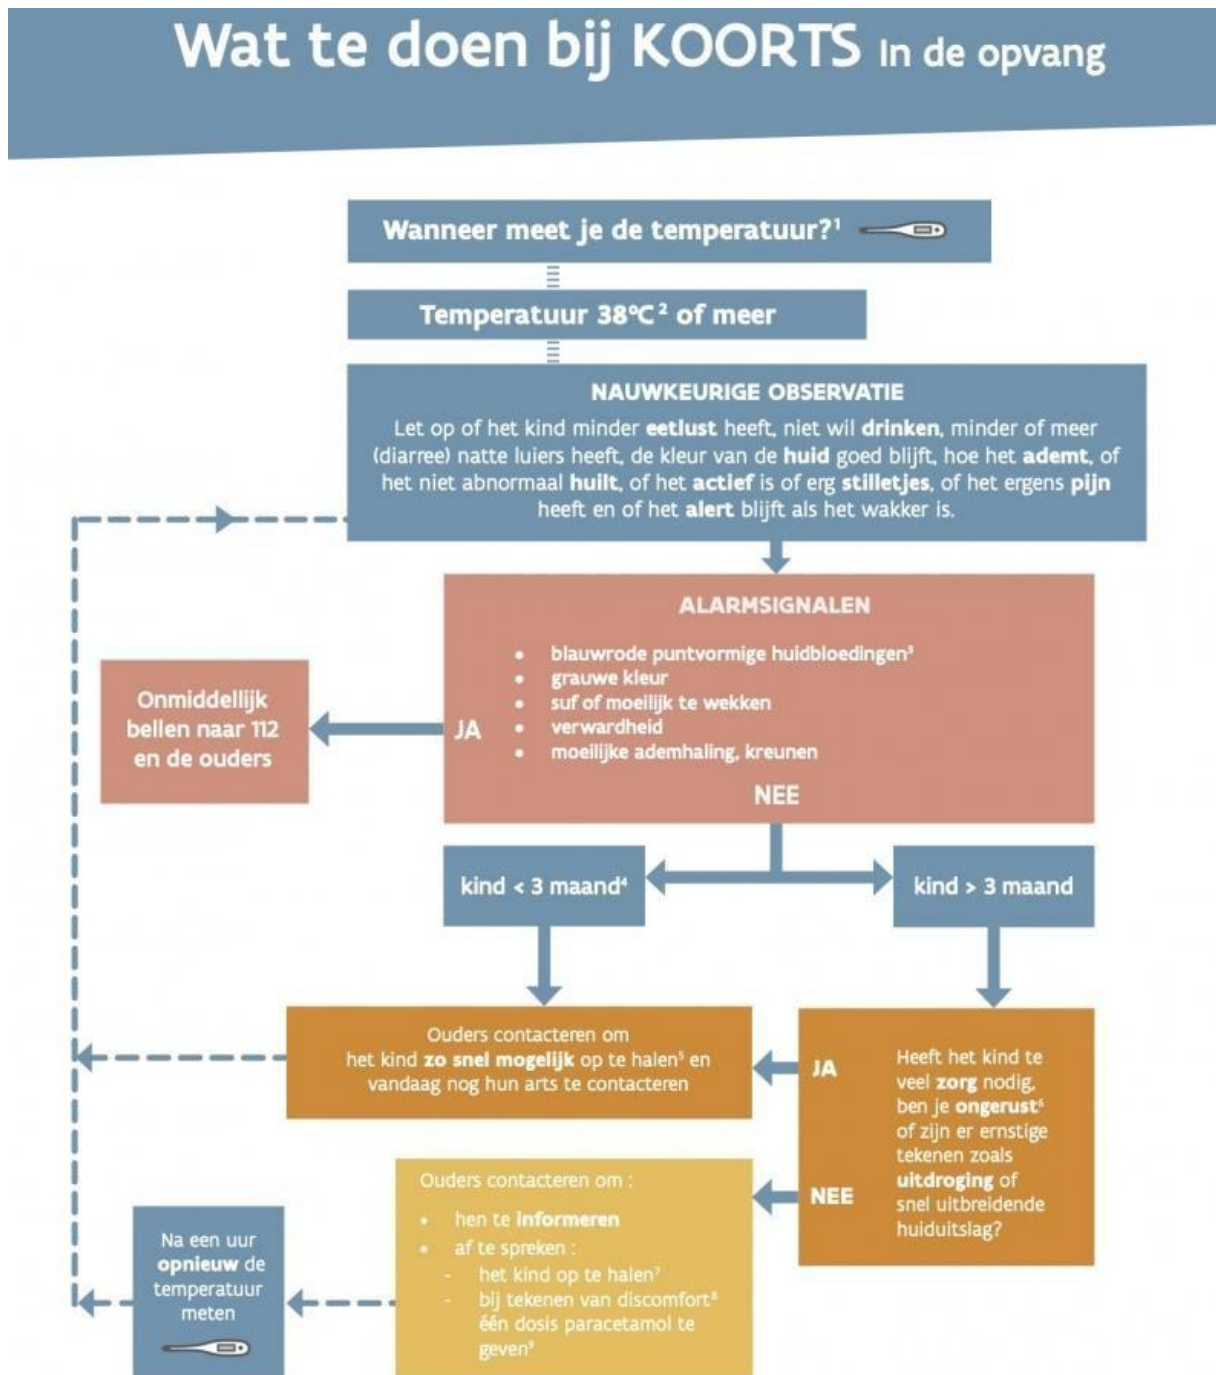 Wat te doen bij KOORTS In de opvang
Wanneer meet je de temperatuur?¹
Temperatuur 38°C² of meer
NAUWKEURIGE OBSERVATIE
Let op of het kind minder eetlust heeft, niet wil drinken, minder of meer
(diarree) natte luiers heeft, de kleur van de huid goed blijft, hoe het ademt, of
het niet abnormaal huilt, of het actief is of erg stilletjes, of het ergens pijn
heeft en of het alert blijft als het wakker is.
ALARMSIGNALEN
• blauwrode puntvormige huidbloedingen³
• grauwe kleur
• suf of moeilijk te wekken
• verwardheid
• moeilijke ademhaling, kreunen
JA
Onmiddellijk
bellen naar 112
en de ouders
NEE
kind < 3 maand⁴
kind > 3 maand
Ouders contacteren om
het kind zo snel mogelijk op te halen⁵ en
vandaag nog hun arts te contacteren
JA
Heeft het kind te
veel zorg nodig,
ben je ongerust⁶
of zijn er ernstige
tekenen zoals
uitdroging of
snel uitbreidende
huiduitslag?
NEE
Ouders contacteren om :
• hen te informeren
• af te spreken :
- het kind op te halen⁷
- bij tekenen van discomfort⁸
één dosis paracetamol te
geven⁹
Na een uur
opnieuw de
temperatuur
meten